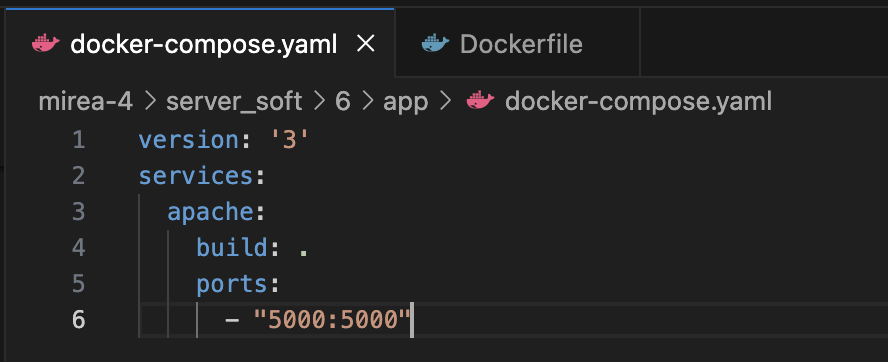 docker-compose.yaml Dockerfile
mirea-4 > server_soft > 6 > app > docker-compose.yaml
1 version: '3'
2 services:
3   apache:
4     build: .
5     ports:
6       - "5000:5000"